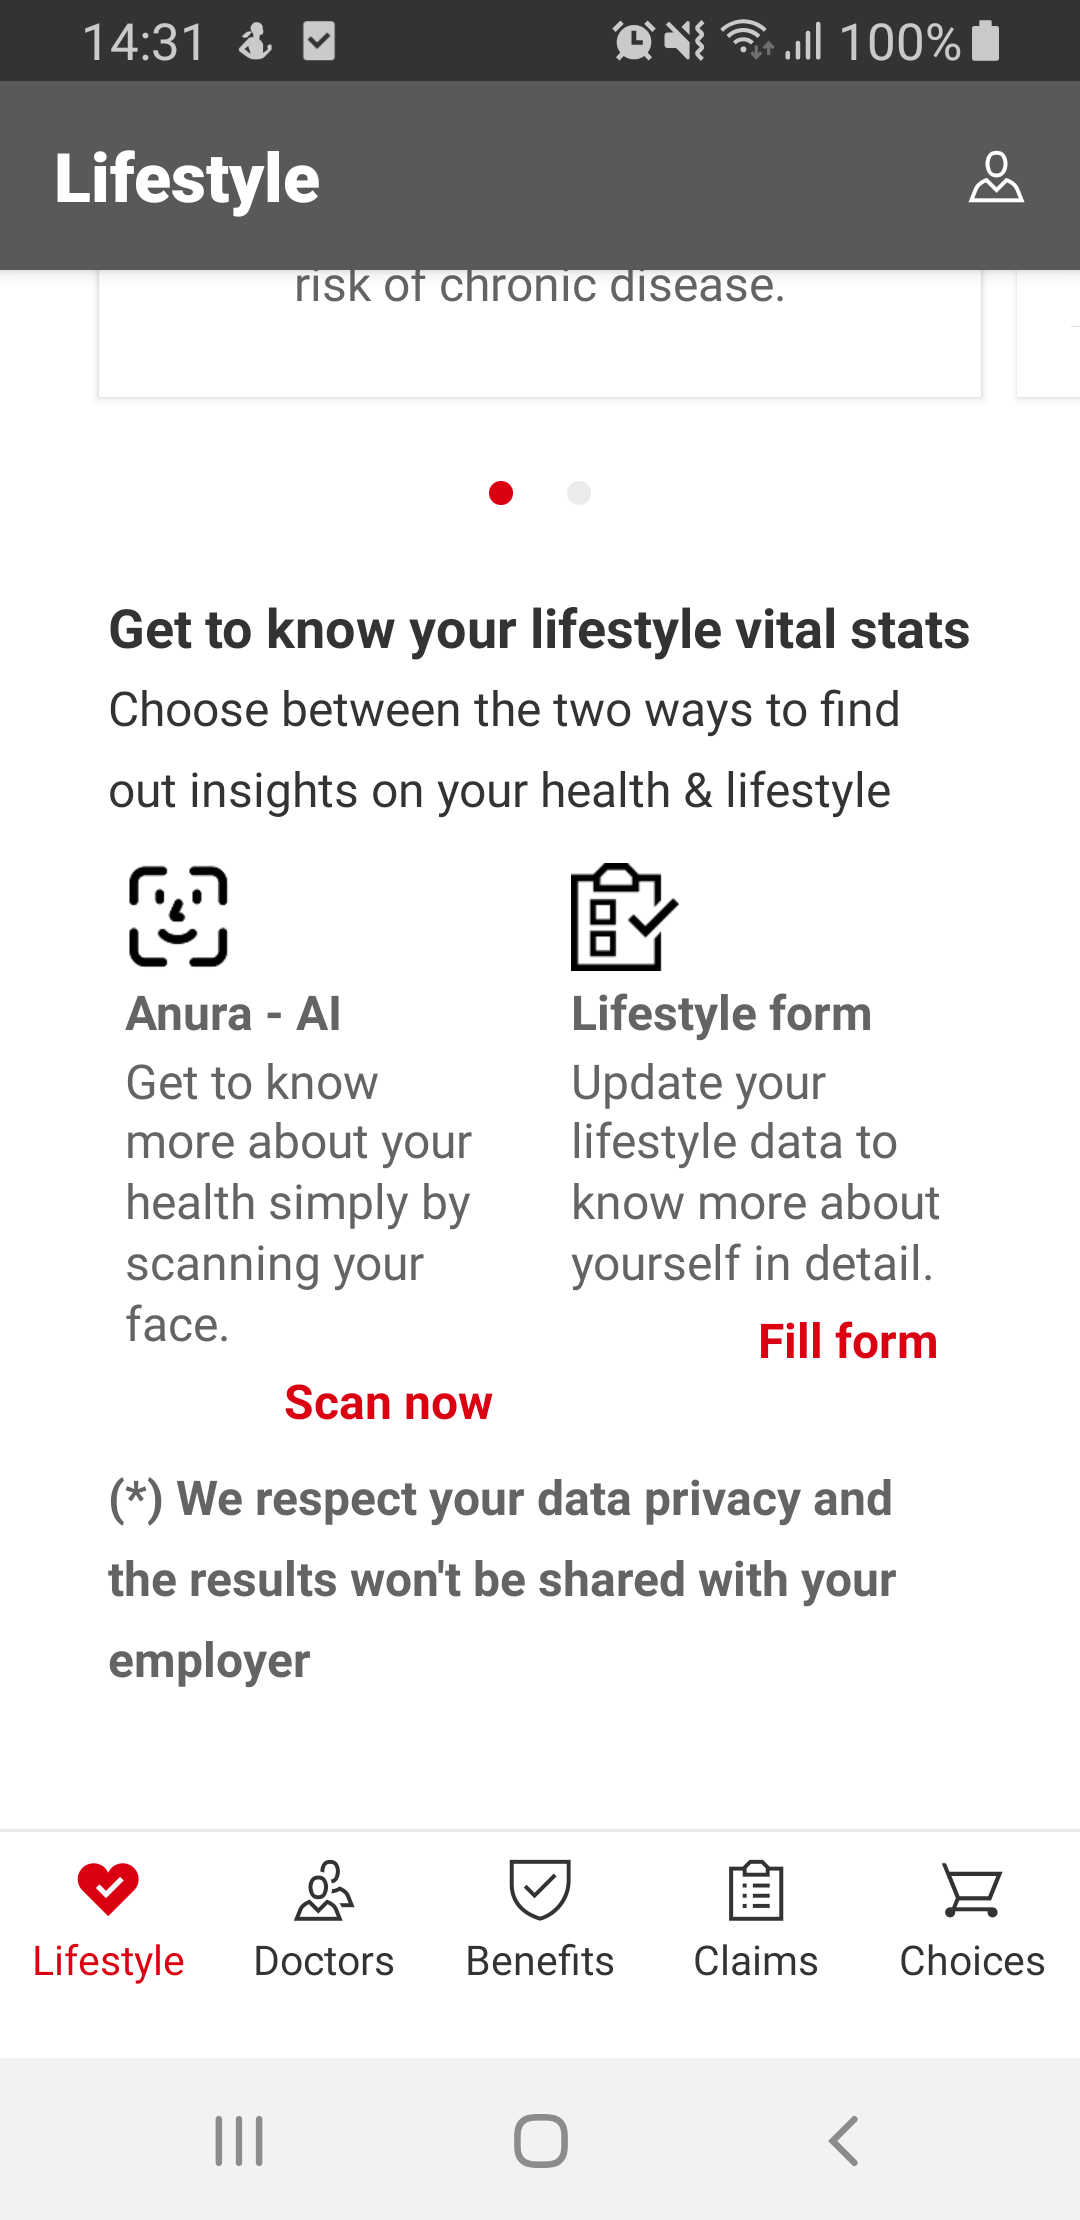 14:31
100%
Lifestyle
risk of chronic disease.
Get to know your lifestyle vital stats
Choose between the two ways to find
out insights on your health & lifestyle
Anura - AI
Get to know
more about your
health simply by
scanning your
face.
Scan now
Lifestyle form
Update your
lifestyle data to
know more about
yourself in detail.
Fill form
(*) We respect your data privacy and
the results won't be shared with your
employer
Lifestyle
Doctors
Benefits
Claims
Choices